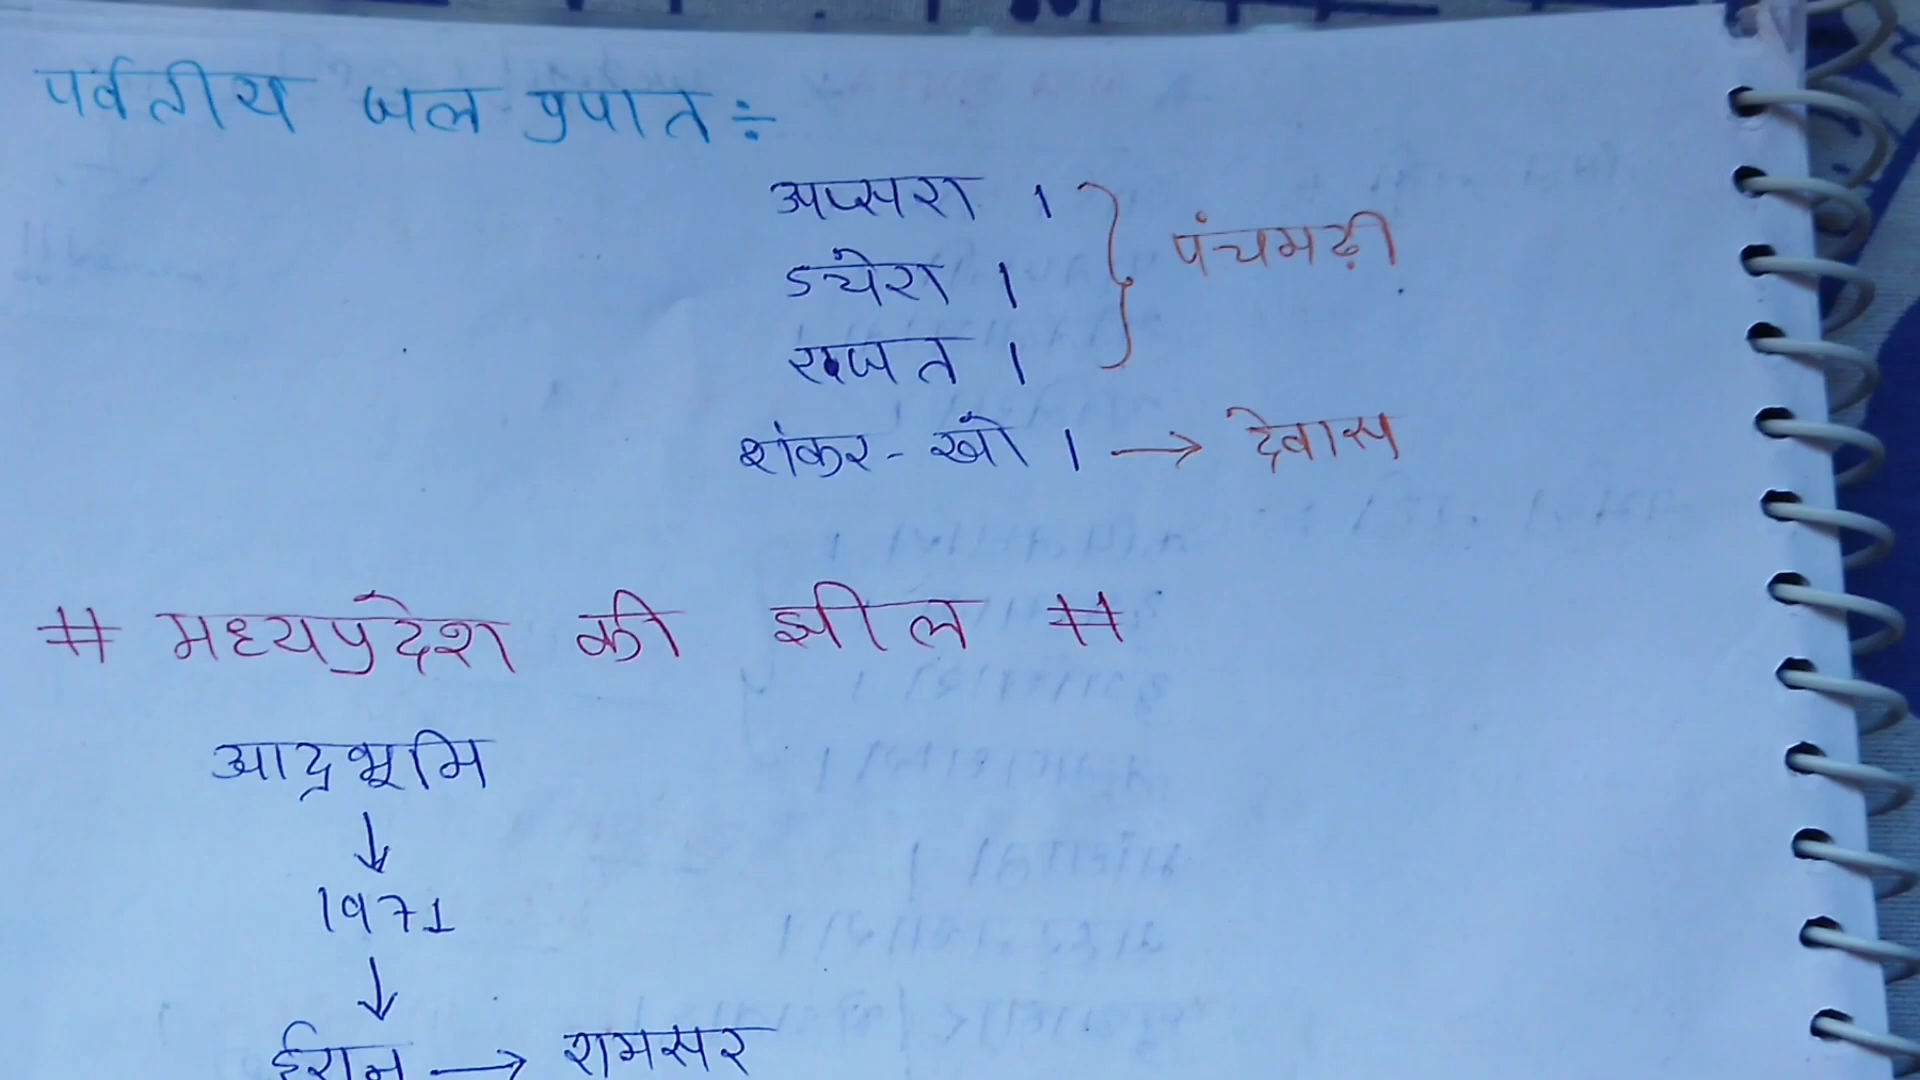 पर्वतीय जल प्रपात ÷
अप्सरा ।
डचेरा ।
रजत ।
पंचमढ़ी
शंकर - खो । → देवास
# मध्यप्रदेश की झील #
आद्रभूमि
↓
1971
↓
ईरान → रामसर